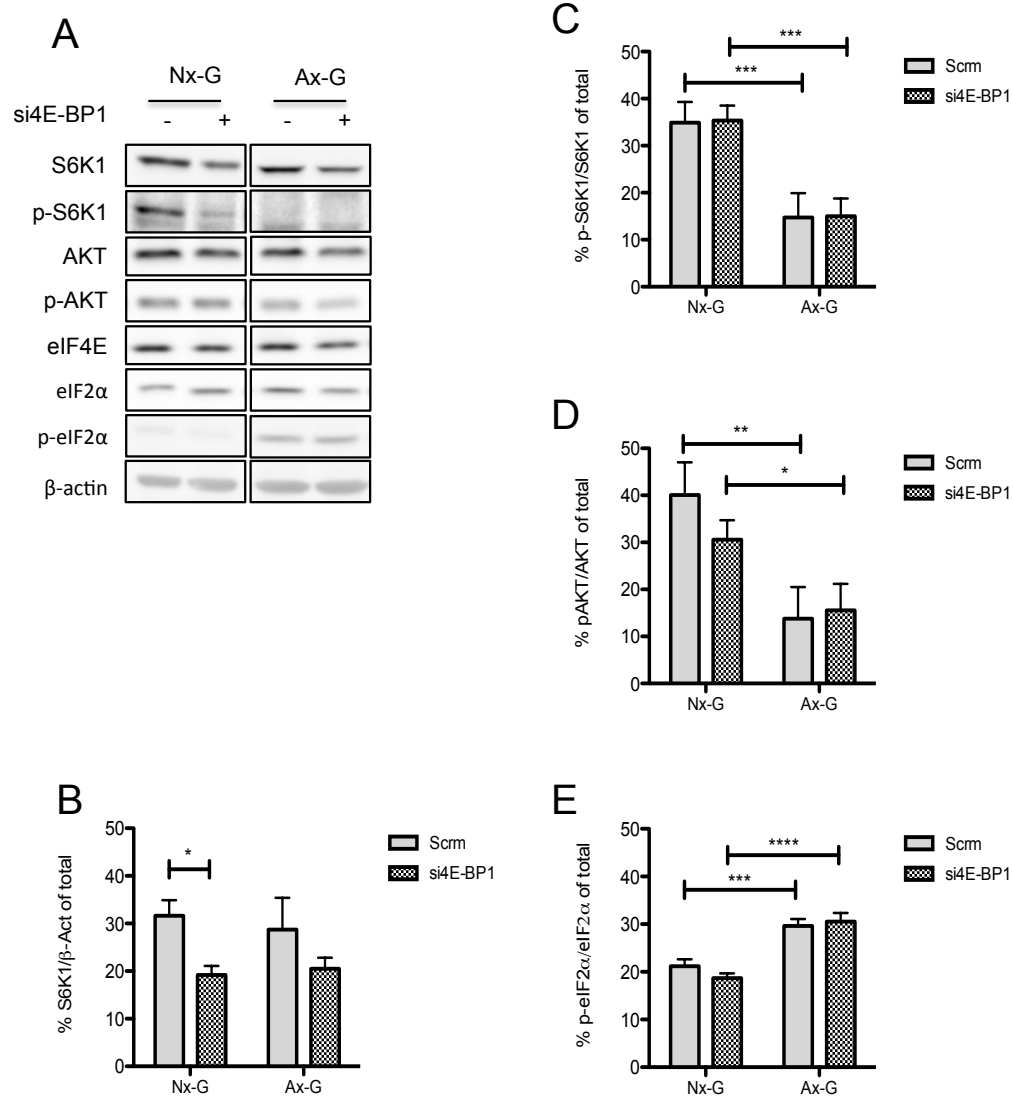 A
Nx-G Ax-G
si4E-BP1 - + - +
S6K1
p-S6K1
AKT
p-AKT
eIF4E
eIF2α
p-eIF2α
β-actin
B
% S6K1/β-Act of total
50
40
30
20
10
0
*
Nx-G Ax-G
Scrm
si4E-BP1
C
% p-S6K1/S6K1 of total
50
40
30
20
10
0
***
***
Nx-G Ax-G
Scrm
si4E-BP1
D
% pAKT/AKT of total
50
40
30
20
10
0
**
*
Nx-G Ax-G
Scrm
si4E-BP1
E
% p-eIF2α/eIF2α of total
50
40
30
20
10
0
****
***
Nx-G Ax-G
Scrm
si4E-BP1